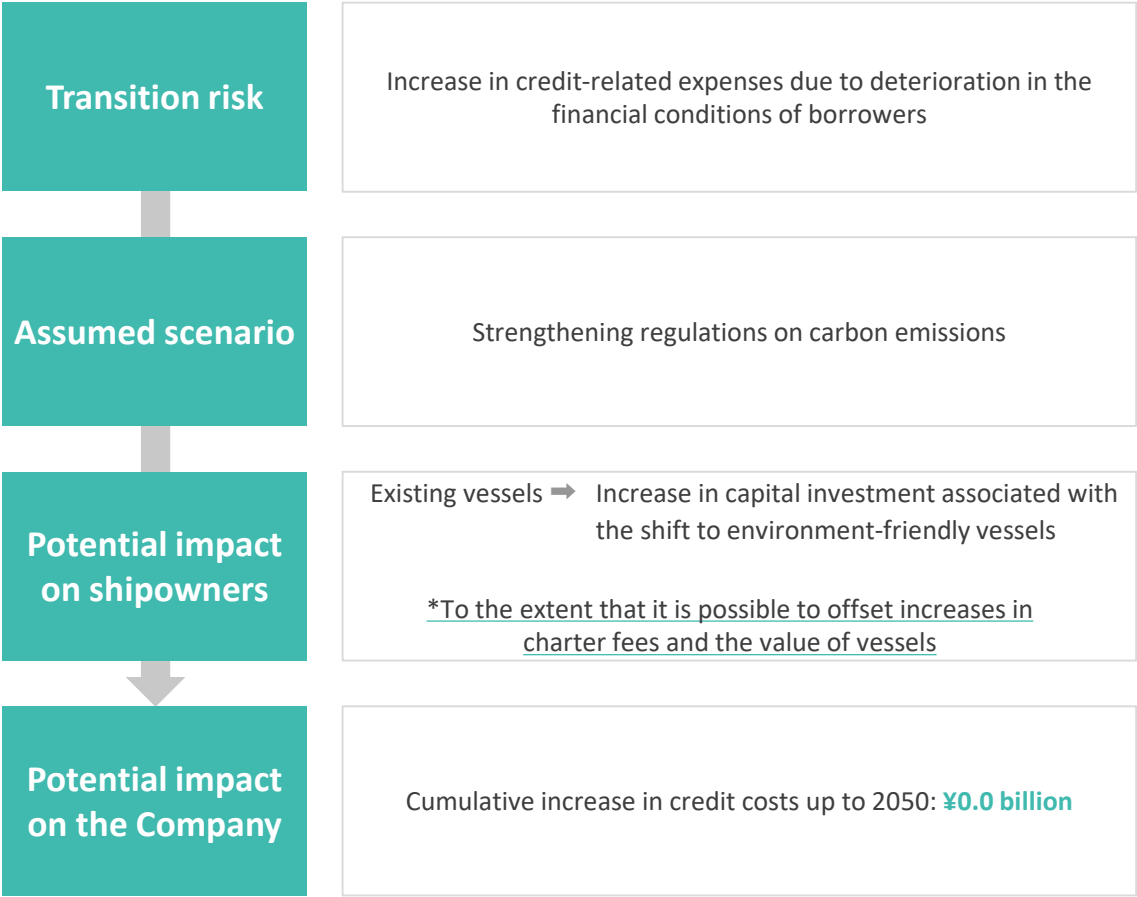 Transition risk
Increase in credit-related expenses due to deterioration in the
financial conditions of borrowers
Assumed scenario
Strengthening regulations on carbon emissions
Potential impact
on shipowners
Existing vessels ➡ Increase in capital investment associated with
the shift to environment-friendly vessels
*To the extent that it is possible to offset increases in
charter fees and the value of vessels
Potential impact
on the Company
Cumulative increase in credit costs up to 2050: ¥0.0 billion